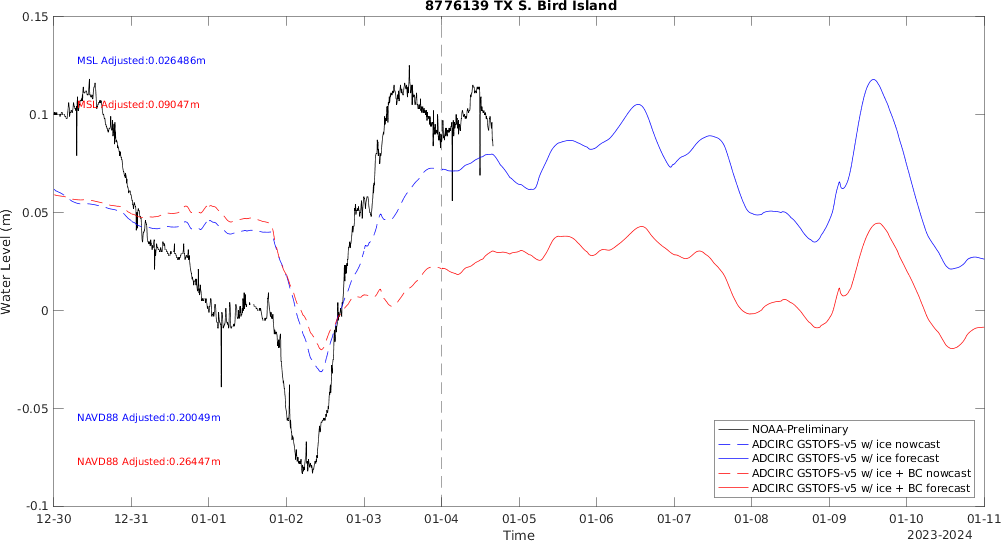 8776139 TX S. Bird Island
0.15
0.1
0.05
0
-0.05
-0.1
Water Level (m)
MSL Adjusted:0.026486m
MSL Adjusted:0.09047m
NAVD88 Adjusted:0.20049m
NAVD88 Adjusted:0.26447m
NOAA-Preliminary
ADCIRC GSTOFS-v5 w/ ice nowcast
ADCIRC GSTOFS-v5 w/ ice forecast
ADCIRC GSTOFS-v5 w/ ice + BC nowcast
ADCIRC GSTOFS-v5 w/ ice + BC forecast
12-30 12-31 01-01 01-02 01-03 01-04 01-05 01-06 01-07 01-08 01-09 01-10 01-11
Time
2023-2024